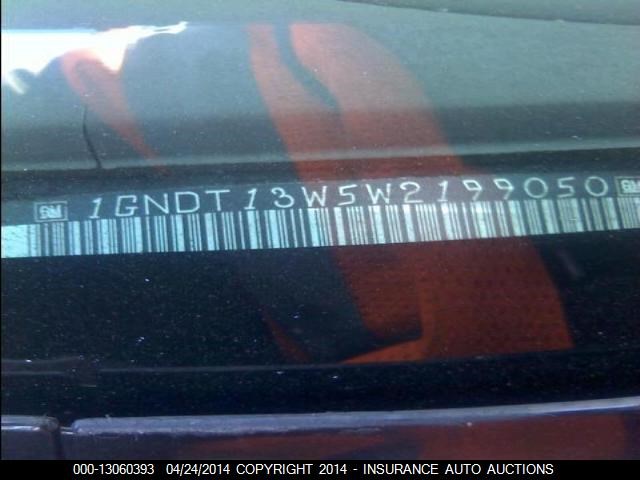 GM 1GNDT13W5W2199050 GM
000-13060393 04/24/2014 COPYRIGHT 2014 - INSURANCE AUTO AUCTIONS